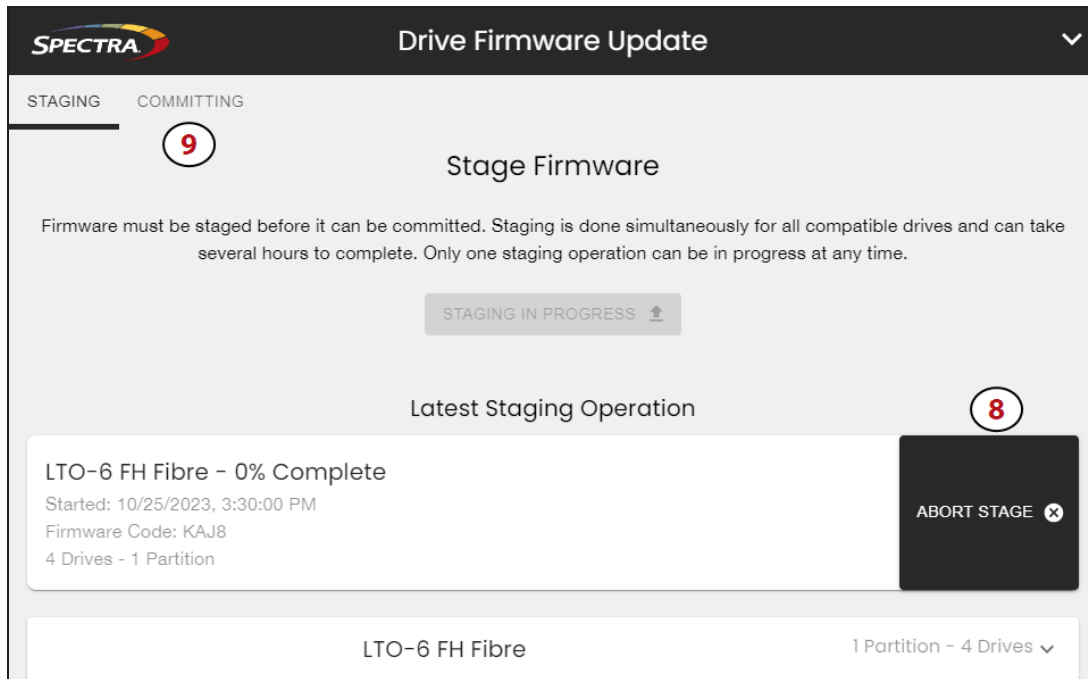 SPECTRA
Drive Firmware Update
STAGING COMMITTING
9
Stage Firmware
Firmware must be staged before it can be committed. Staging is done simultaneously for all compatible drives and can take
several hours to complete. Only one staging operation can be in progress at any time.
STAGING IN PROGRESS
Latest Staging Operation
8
LTO-6 FH Fibre - 0% Complete
Started: 10/25/2023, 3:30:00 PM
Firmware Code: KAJ8
4 Drives - 1 Partition
ABORT STAGE
LTO-6 FH Fibre
1 Partition - 4 Drives